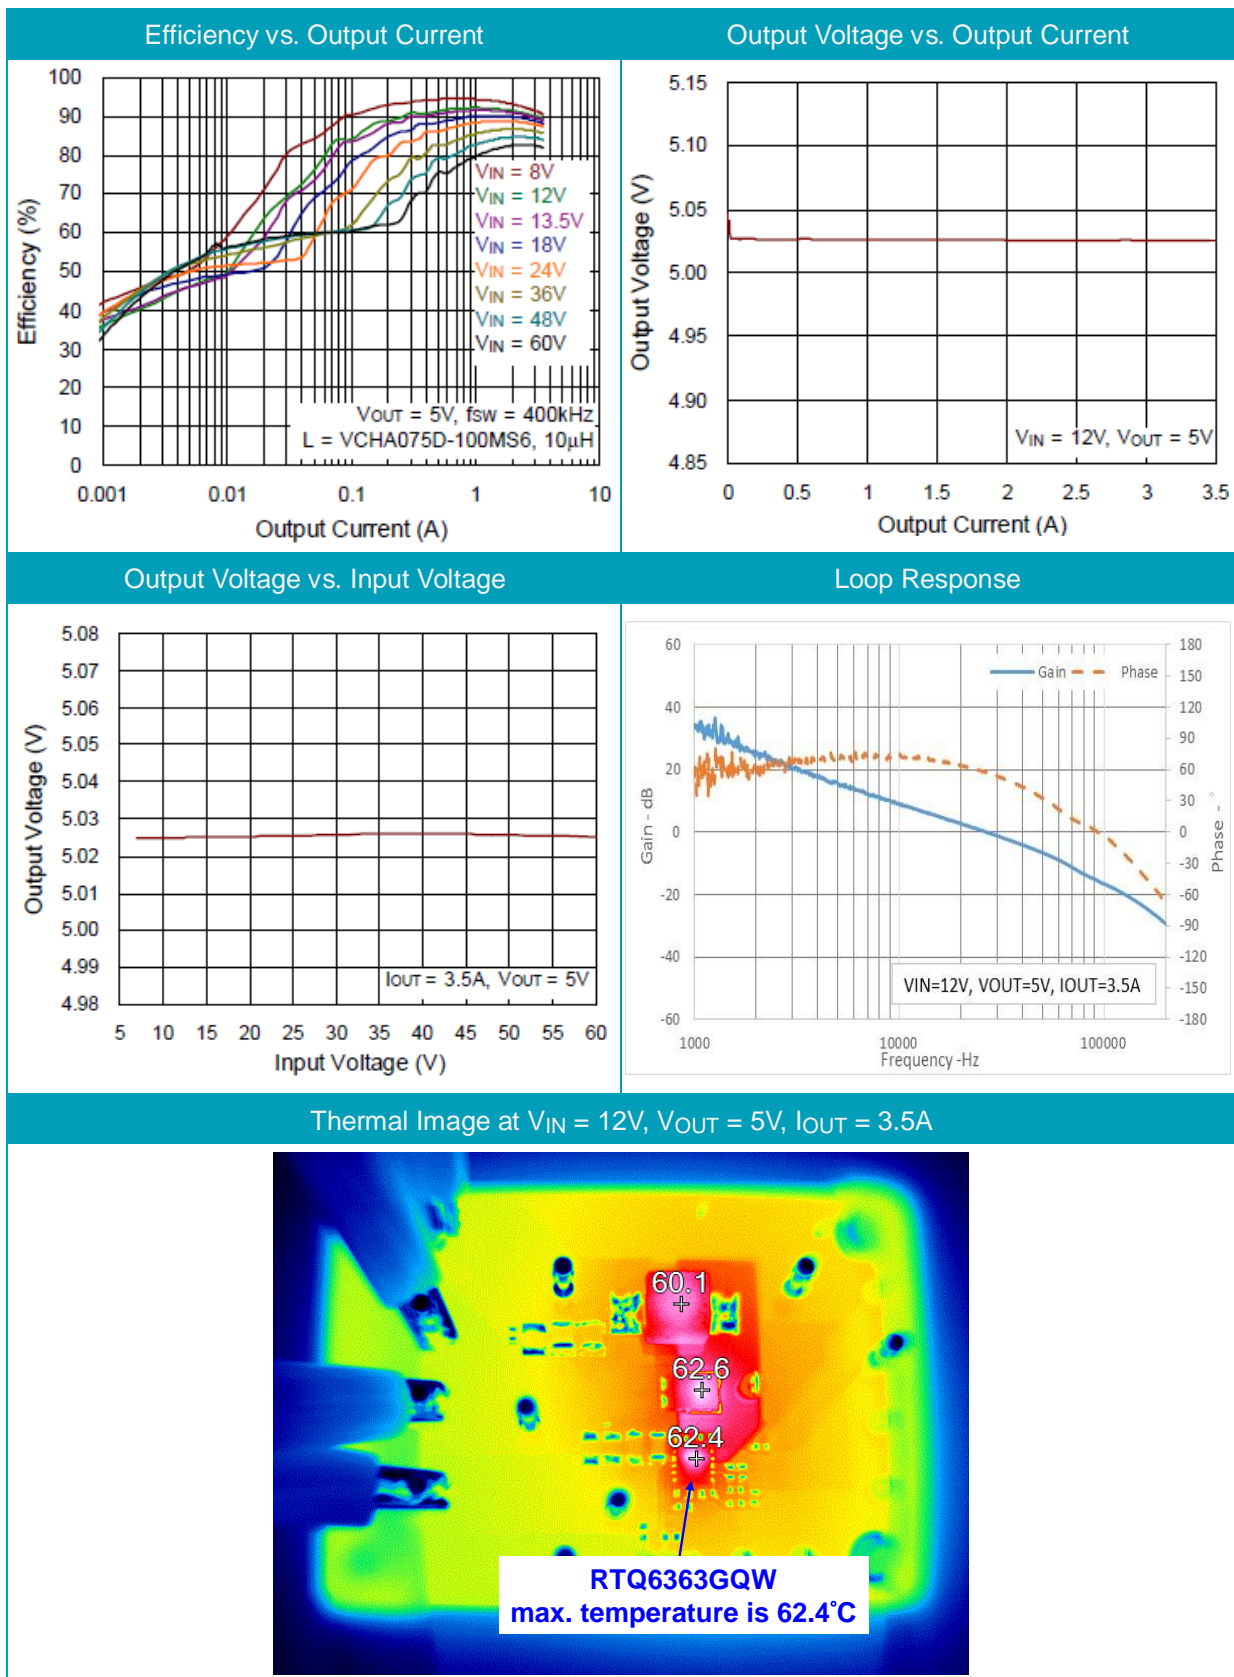 Efficiency vs. Output Current
Output Voltage vs. Output Current
100
90
80
70
60
50
40
30
20
10
0
Efficiency (%)
VIN = 8V
VIN = 12V
VIN = 13.5V
VIN = 18V
VIN = 24V
VIN = 36V
VIN = 48V
VIN = 60V
VOUT = 5V, fsw = 400kHz
L = VCHA075D-100MS6, 10μH
0.001 0.01 0.1 1 10
Output Current (A)
5.15
5.10
5.05
5.00
4.95
4.90
4.85
Output Voltage (V)
VIN = 12V, VOUT = 5V
0 0.5 1 1.5 2 2.5 3 3.5
Output Current (A)
Output Voltage vs. Input Voltage
Loop Response
5.08
5.07
5.06
5.05
5.04
5.03
5.02
5.01
5.00
4.99
4.98
Output Voltage (V)
IOUT = 3.5A, VOUT = 5V
5 10 15 20 25 30 35 40 45 50 55 60
Input Voltage (V)
60
40
20
0
-20
-40
-60
Gain - dB
Gain Phase
180
150
120
90
60
30
0
-30
-60
-90
-120
-150
-180
Phase - °
VIN=12V, VOUT=5V, IOUT=3.5A
1000 10000 100000
Frequency -Hz
Thermal Image at VIN = 12V, VOUT = 5V, IOUT = 3.5A
60.1
62.6
62.4
RTQ6363GQW
max. temperature is 62.4°C